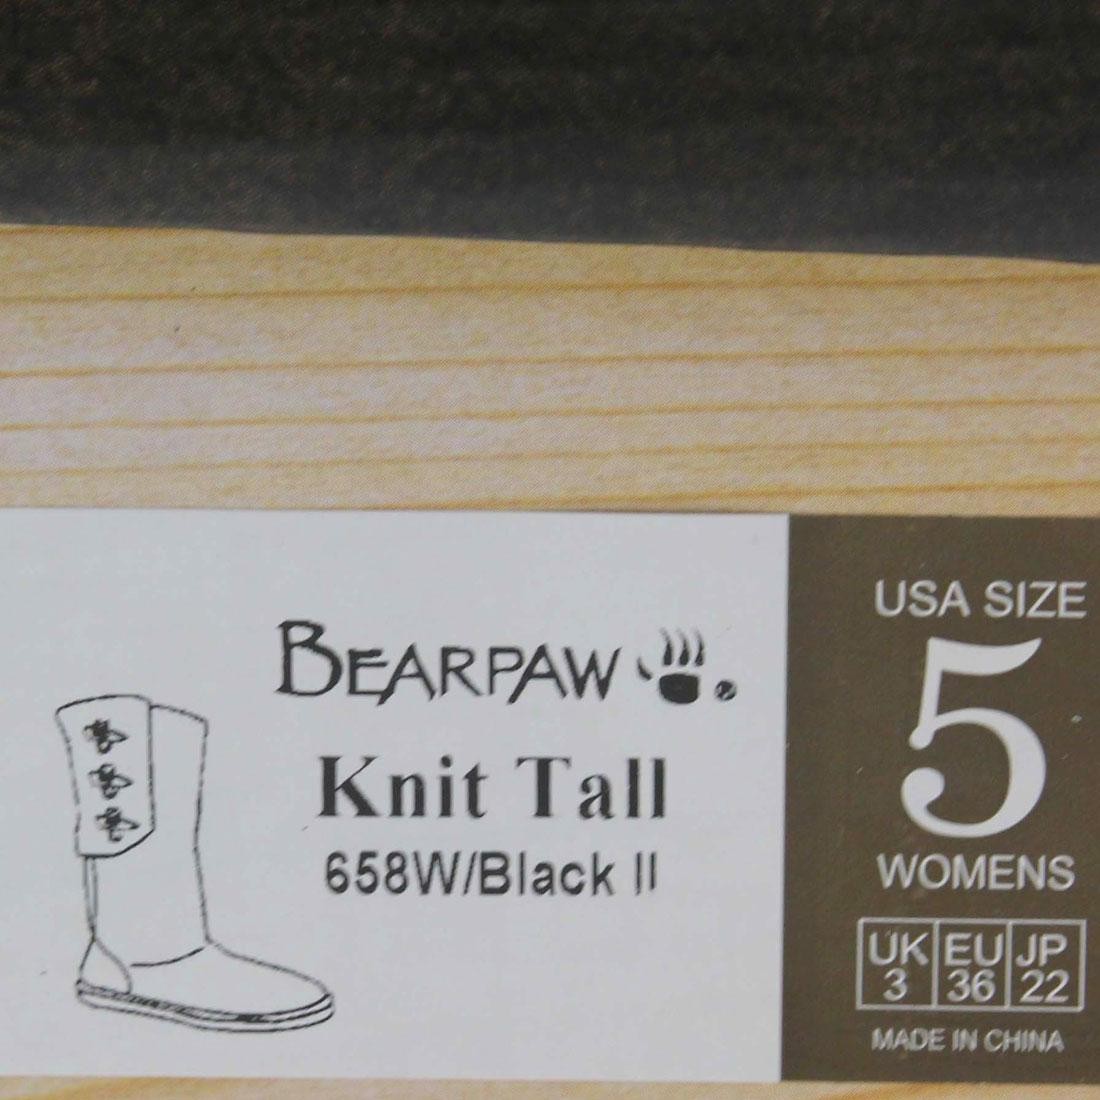 BEARPAW
Knit Tall
658W/Black II
USA SIZE
5
WOMENS
UK EU JP
3 36 22
MADE IN CHINA